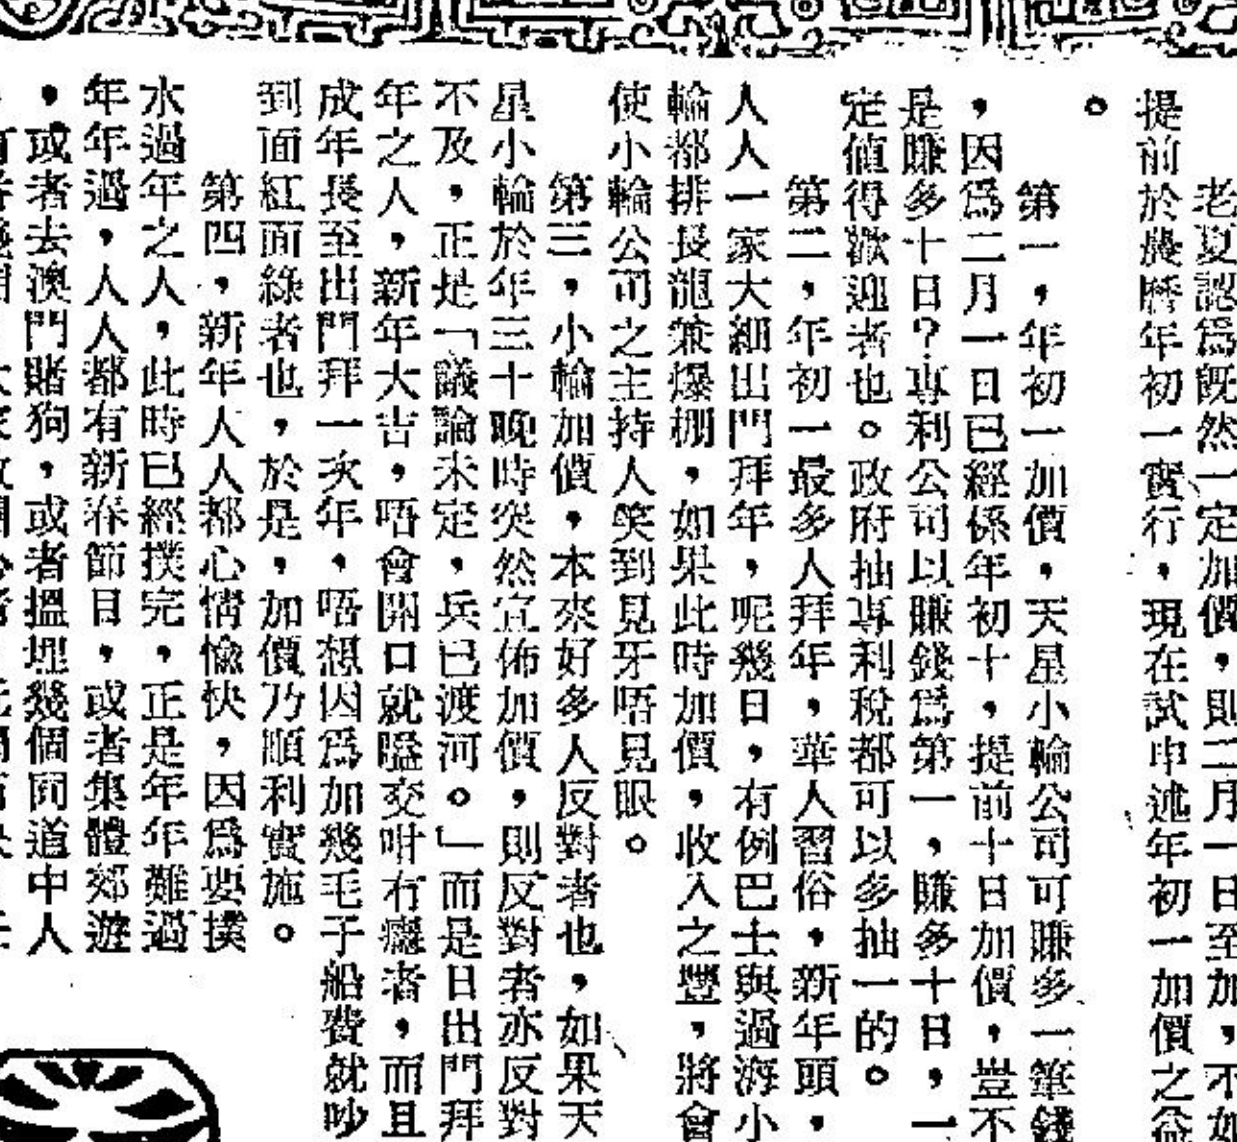 老夏認爲旣然一定加價，則二月一日至加，不如
提前於農曆年初一實行，現在試申述年初一加價之益
。
第一，年初一加價，天星小輪公司可賺多一筆錢
，因爲二月一日已經係年初十，提前十日加價，豈不
是賺多十日？專利公司以賺錢爲第一，賺多十日，一
定値得歡迎者也。政府抽專利稅都可以多抽一的。
第二，年初一最多人拜年，華人習俗，新年頭，
人人一家大細出門拜年，呢幾日，有例巴士與過海小
輪都排長龍兼爆棚，如果此時加價，收入之豐，將會
使小輪公司之主持人笑到見牙唔見眼。
第三，小輪加價，本來好多人反對者也，如果天
星小輪於年三十晚時突然宣佈加價，則反對者亦反對
不及，正是「議論未定，兵已渡河。」而是日出門拜
年之人，新年大吉，唔會開口就嗌交咁冇癮者，而且
成年長至出門拜一次年，唔想因爲加幾毛子船費就吵
到面紅面綠者也，於是，加價乃順利實施。
第四，新年人人都心情愉快，因爲要撲
水過年之人，此時已經撲完，正是年年難過
年年過，人人都有新春節目，或者集體郊遊
，或者去澳門賭狗，或者搵埋幾個同道中人